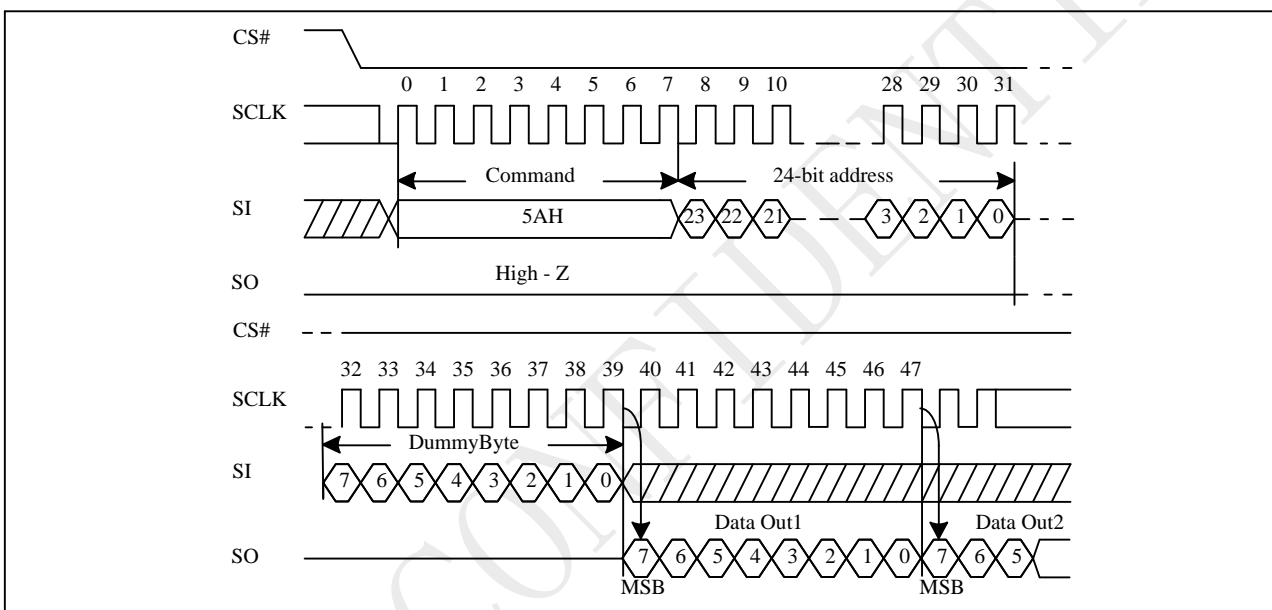 CS#
0 1 2 3 4 5 6 7 8 9 10 28 29 30 31
SCLK
Command 24-bit address
SI 5AH 23 22 21 3 2 1 0
High - Z
SO
CS#
32 33 34 35 36 37 38 39 40 41 42 43 44 45 46 47
SCLK
DummyByte
SI 7 6 5 4 3 2 1 0
Data Out1 Data Out2
SO 7 6 5 4 3 2 1 0 7 6 5
MSB MSB
CONFIDENTI